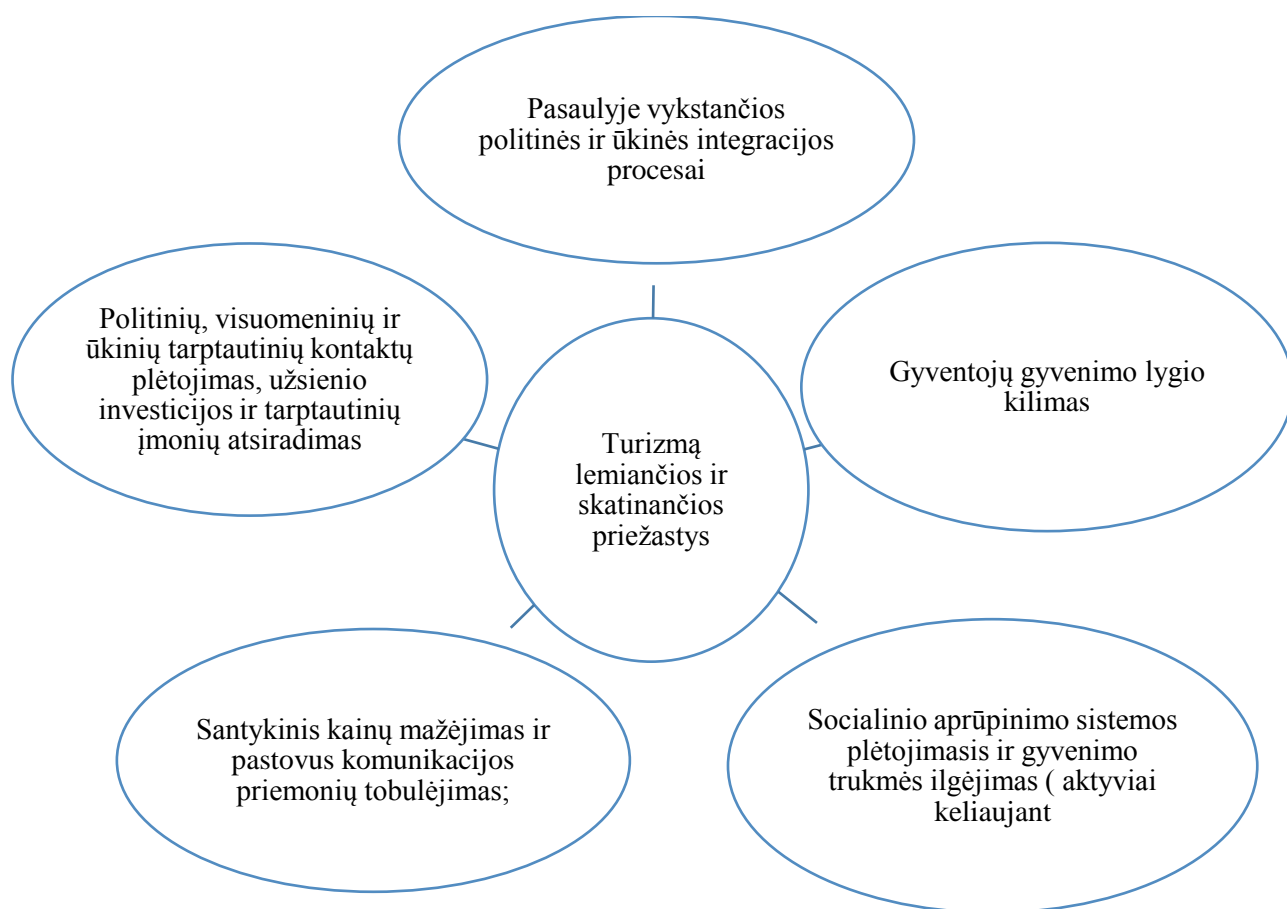 Pasaulyje vykstančios
politinės ir ūkinės integracijos
procesai
Politinių, visuomeninių ir
ūkinių tarptautinių kontaktų
plėtojimas, užsienio
investicijos ir tarptautinių
įmonių atsiradimas
Gyventojų gyvenimo lygio
kilimas
Turizmą
lemiančios ir
skatinančios
priežastys
Santykinis kainų mažėjimas ir
pastovus komunikacijos
priemonių tobulėjimas;
Socialinio aprūpinimo sistemos
plėtojimasis ir gyvenimo
trukmės ilgėjimas ( aktyviai
keliaujant